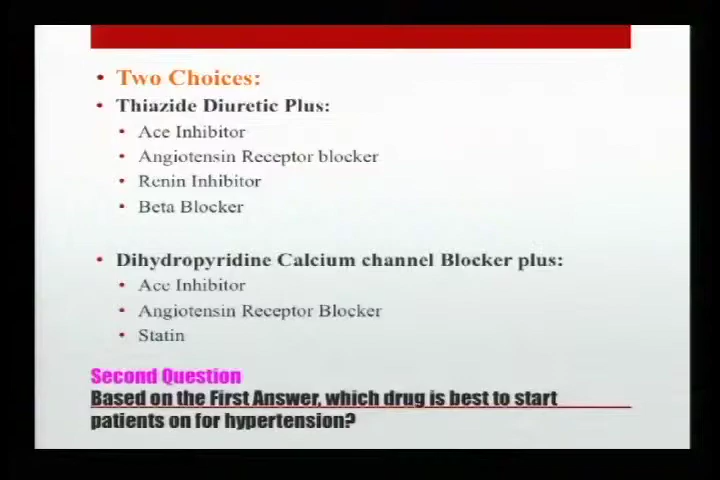 Two Choices:
Thiazide Diuretic Plus:
Ace Inhibitor
Angiotensin Receptor blocker
Renin Inhibitor
Beta Blocker
Dihydropyridine Calcium channel Blocker plus:
Ace Inhibitor
Angiotensin Receptor Blocker
Statin
Second Question
Based on the First Answer, which drug is best to start
patients on for hypertension?